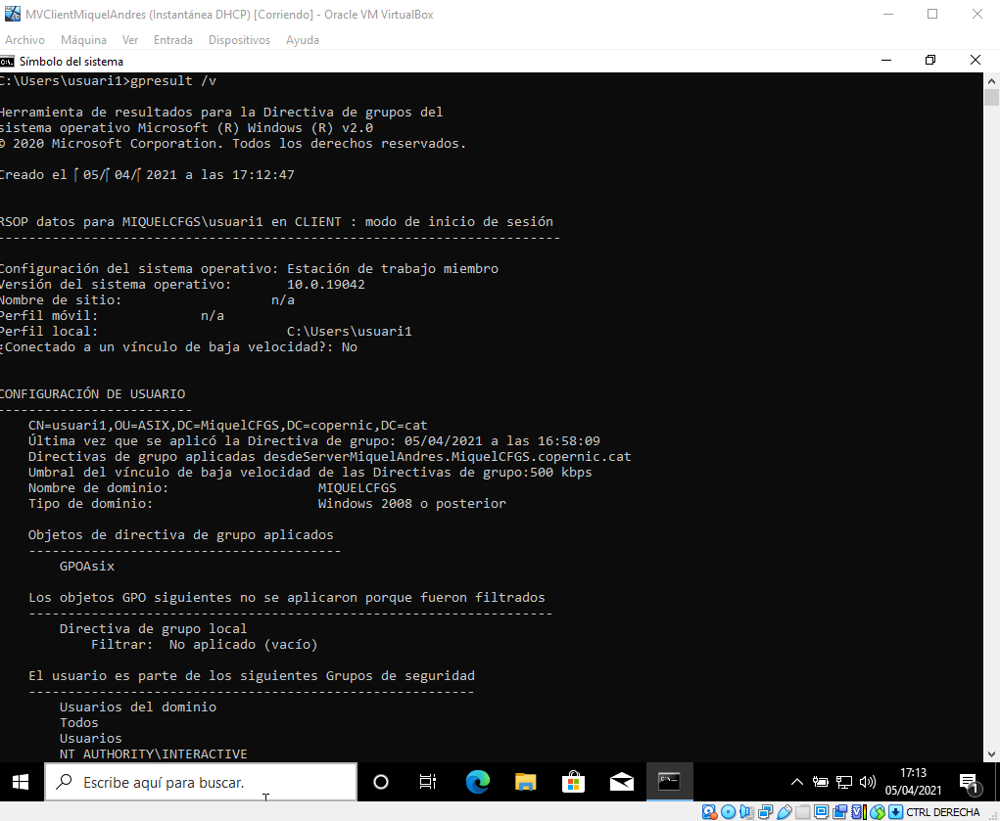 MVClientMiquelAndres (Instantánea DHCP) [Corriendo] - Oracle VM VirtualBox
Archivo Máquina Ver Entrada Dispositivos Ayuda
Símbolo del sistema
C:\Users\usuari1>gpresult /v
Herramienta de resultados para la Directiva de grupos del
sistema operativo Microsoft (R) Windows (R) v2.0
© 2020 Microsoft Corporation. Todos los derechos reservados.
Creado el 05/ 04/ 2021 a las 17:12:47
RSOP datos para MIQUELCFGS\usuari1 en CLIENT : modo de inicio de sesión
------------------------------------------------------------------------
Configuración del sistema operativo: Estación de trabajo miembro
Versión del sistema operativo: 10.0.19042
Nombre de sitio: n/a
Perfil móvil: n/a
Perfil local: C:\Users\usuari1
¿Conectado a un vínculo de baja velocidad?: No
CONFIGURACIÓN DE USUARIO
-------------------------
CN=usuari1,OU=ASIX,DC=MiquelCFGS,DC=copernic,DC=cat
Última vez que se aplicó la Directiva de grupo: 05/04/2021 a las 16:58:09
Directivas de grupo aplicadas desdeServerMiquelAndres.MiquelCFGS.copernic.cat
Umbral del vínculo de baja velocidad de las Directivas de grupo:500 kbps
Nombre de dominio: MIQUELCFGS
Tipo de dominio: Windows 2008 o posterior
Objetos de directiva de grupo aplicados
----------------------------------------
GPOAsix
Los objetos GPO siguientes no se aplicaron porque fueron filtrados
-------------------------------------------------------------------
Directiva de grupo local
Filtrar: No aplicado (vacío)
El usuario es parte de los siguientes Grupos de seguridad
---------------------------------------------------------
Usuarios del dominio
Todos
Usuarios
NT AUTHORITY\INTERACTIVE
Escribe aquí para buscar.
17:13
05/04/2021
1
CTRL DERECHA